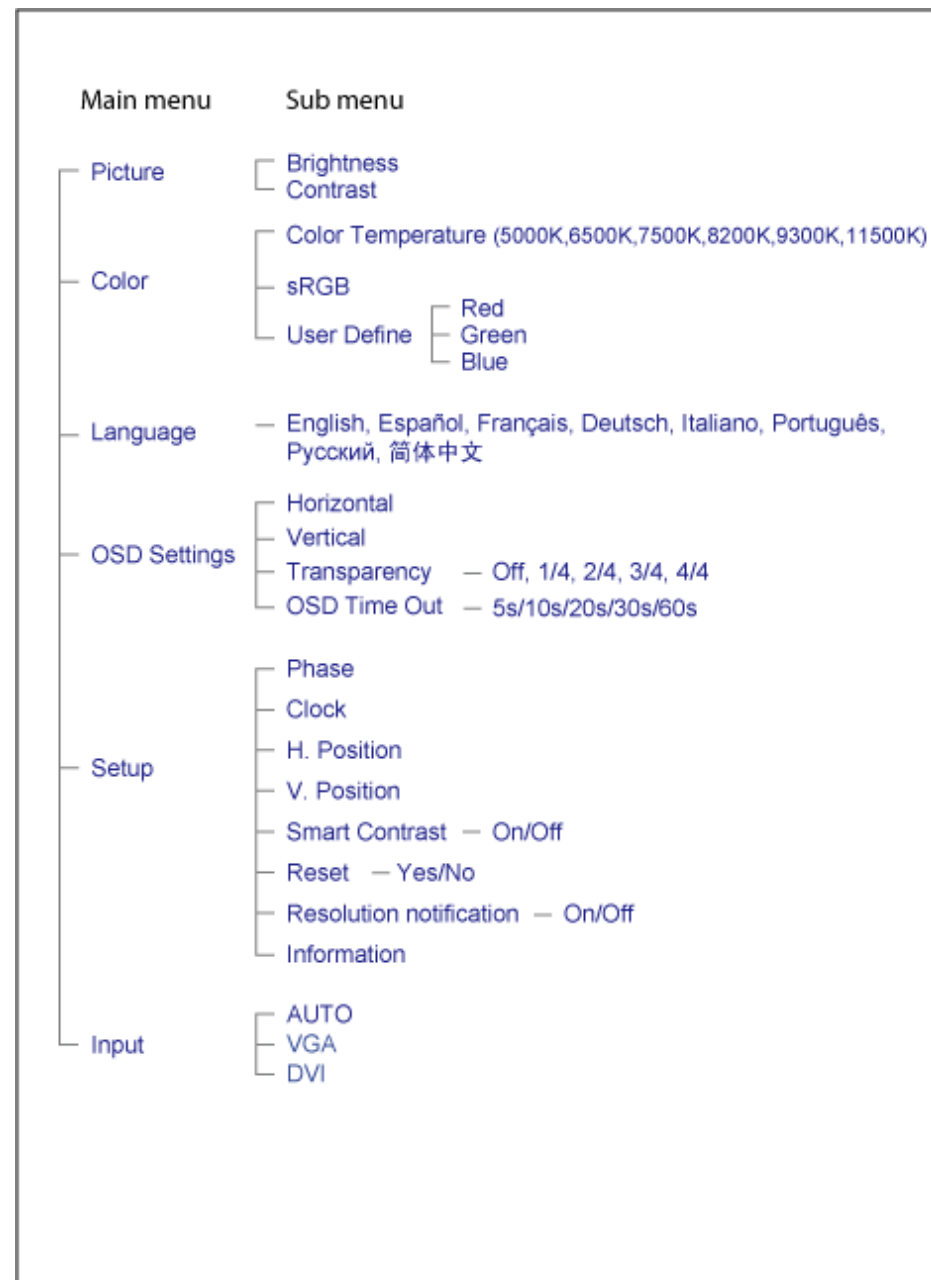 Main menu Sub menu
Picture Brightness
Contrast
Color Temperature (5000K,6500K,7500K,8200K,9300K,11500K)
Color sRGB
Red
User Define Green
Blue
Language English, Español, Français, Deutsch, Italiano, Português,
Русский, 简体中文
Horizontal
Vertical
OSD Settings
Transparency Off, 1/4, 2/4, 3/4, 4/4
OSD Time Out 5s/10s/20s/30s/60s
Phase
Clock
H. Position
Setup
V. Position
Smart Contrast On/Off
Reset Yes/No
Resolution notification On/Off
Information
AUTO
Input VGA
DVI